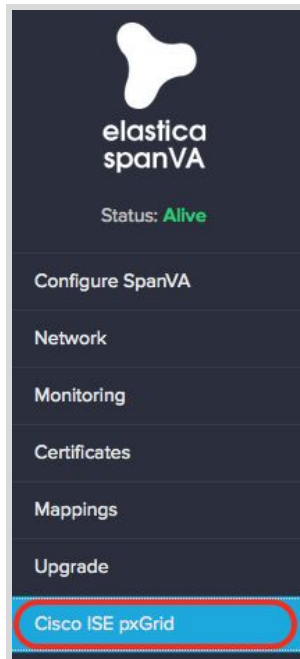 elastica
spanVA
Status: Alive
Configure SpanVA
Network
Monitoring
Certificates
Mappings
Upgrade
Cisco ISE pxGrid